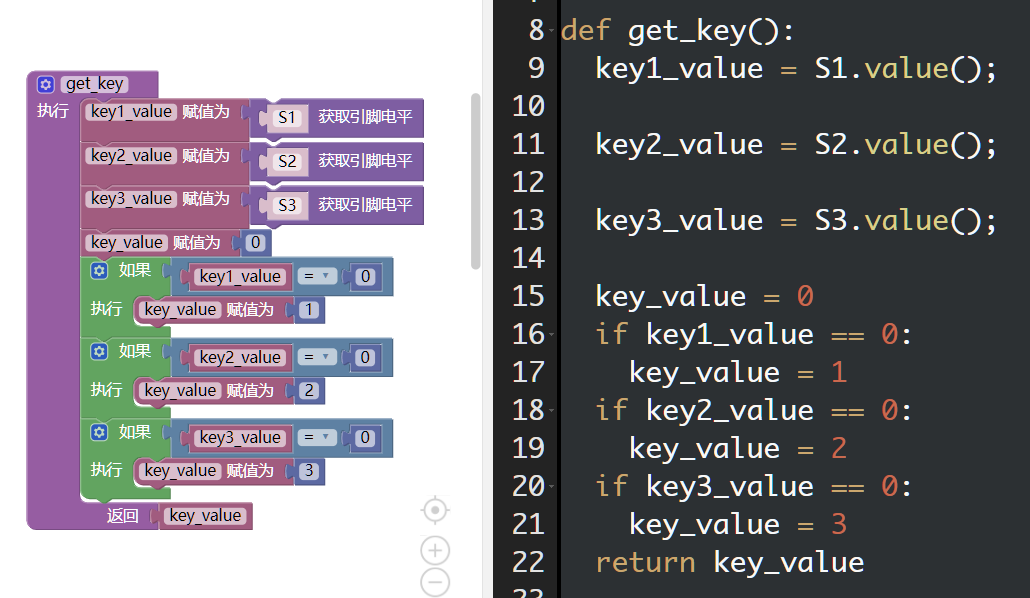 get_key
执行
key1_value 赋值为 S1 获取引脚电平
key2_value 赋值为 S2 获取引脚电平
key3_value 赋值为 S3 获取引脚电平
key_value 赋值为 0
如果 key1_value = 0
执行 key_value 赋值为 1
如果 key2_value = 0
执行 key_value 赋值为 2
如果 key3_value = 0
执行 key_value 赋值为 3
返回 key_value
8 def get_key():
9 key1_value = S1.value();
10
11 key2_value = S2.value();
12
13 key3_value = S3.value();
14
15 key_value = 0
16 if key1_value == 0:
17 key_value = 1
18 if key2_value == 0:
19 key_value = 2
20 if key3_value == 0:
21 key_value = 3
22 return key_value